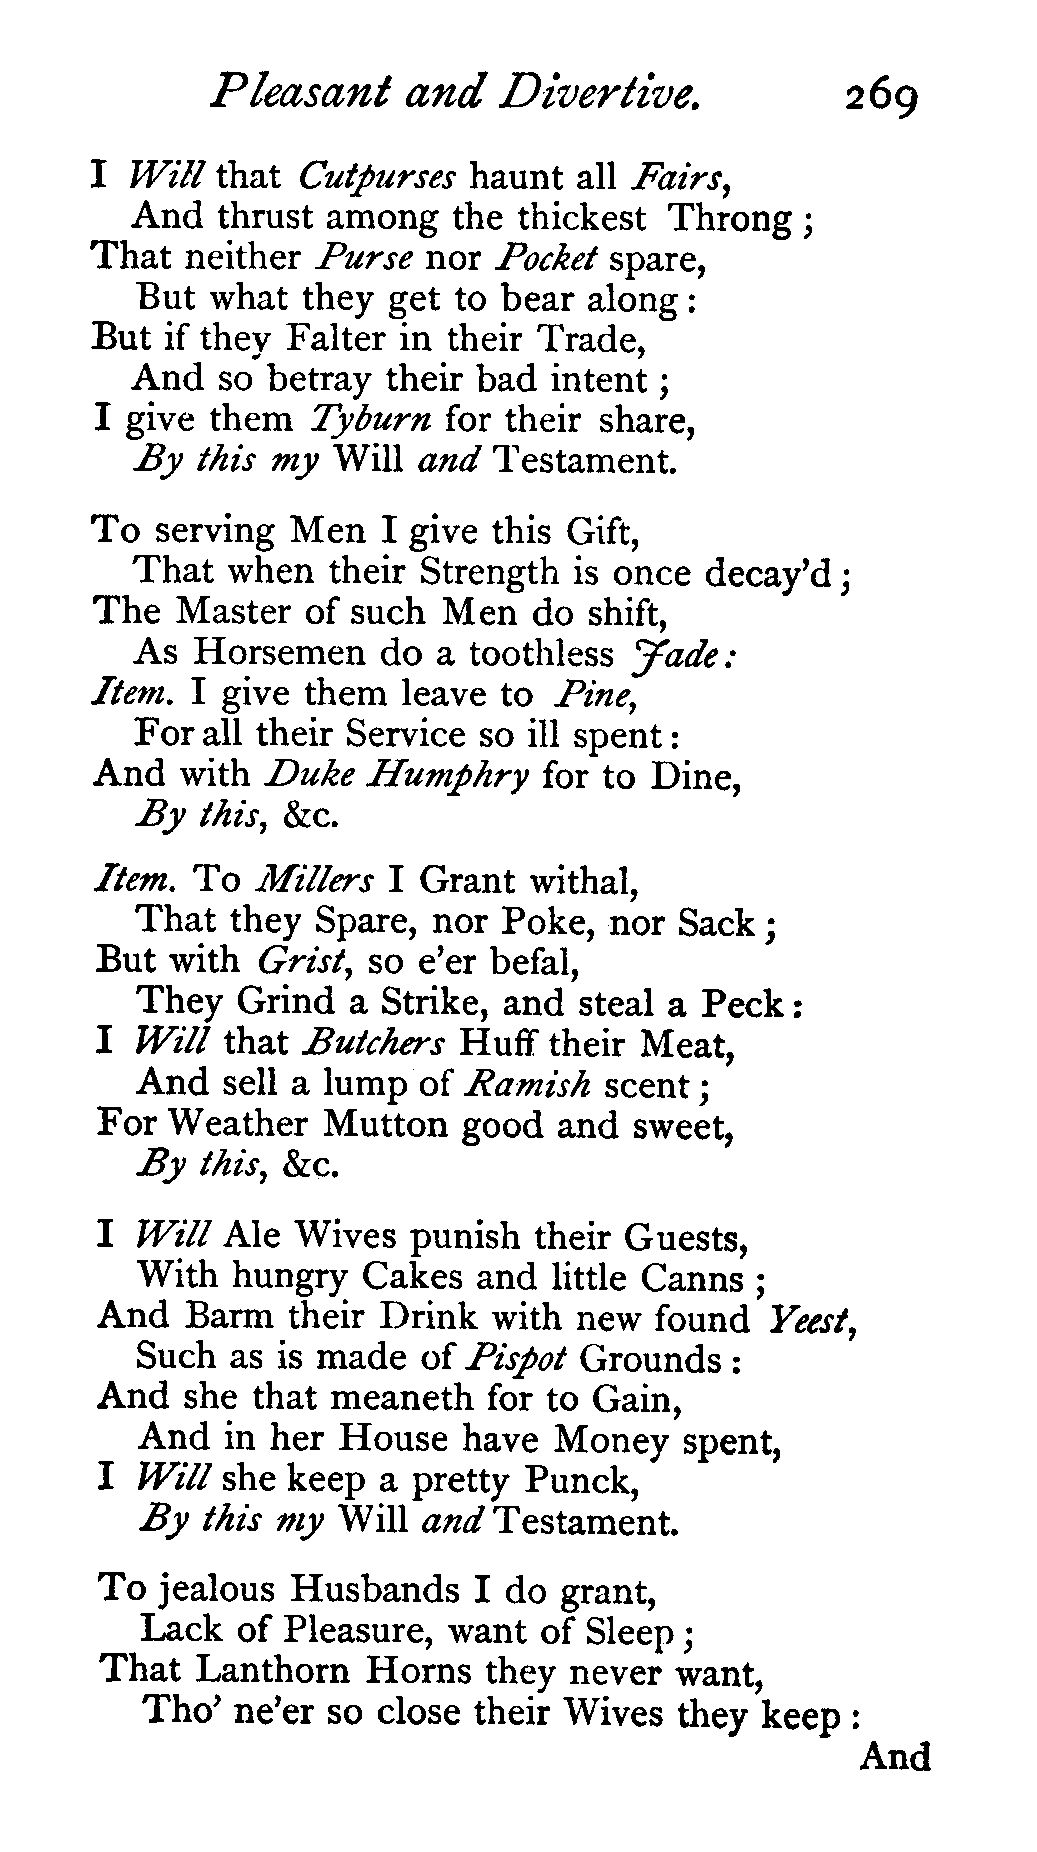 Pleasant and Divertive. 269
I Will that Cutpurses haunt all Fairs,
And thrust among the thickest Throng ;
That neither Purse nor Pocket spare,
But what they get to bear along :
But if they Falter in their Trade,
And so betray their bad intent ;
I give them Tyburn for their share,
By this my Will and Testament.
To serving Men I give this Gift,
That when their Strength is once decay'd ;
The Master of such Men do shift,
As Horsemen do a toothless Jade :
Item. I give them leave to Pine,
For all their Service so ill spent :
And with Duke Humphry for to Dine,
By this, &c.
Item. To Millers I Grant withal,
That they Spare, nor Poke, nor Sack ;
But with Grist, so e'er befal,
They Grind a Strike, and steal a Peck :
I Will that Butchers Huff their Meat,
And sell a lump of Ramish scent ;
For Weather Mutton good and sweet,
By this, &c.
I Will Ale Wives punish their Guests,
With hungry Cakes and little Canns ;
And Barm their Drink with new found Yeest,
Such as is made of Pispot Grounds :
And she that meaneth for to Gain,
And in her House have Money spent,
I Will she keep a pretty Punck,
By this my Will and Testament.
To jealous Husbands I do grant,
Lack of Pleasure, want of Sleep ;
That Lanthorn Horns they never want,
Tho' ne'er so close their Wives they keep :
And